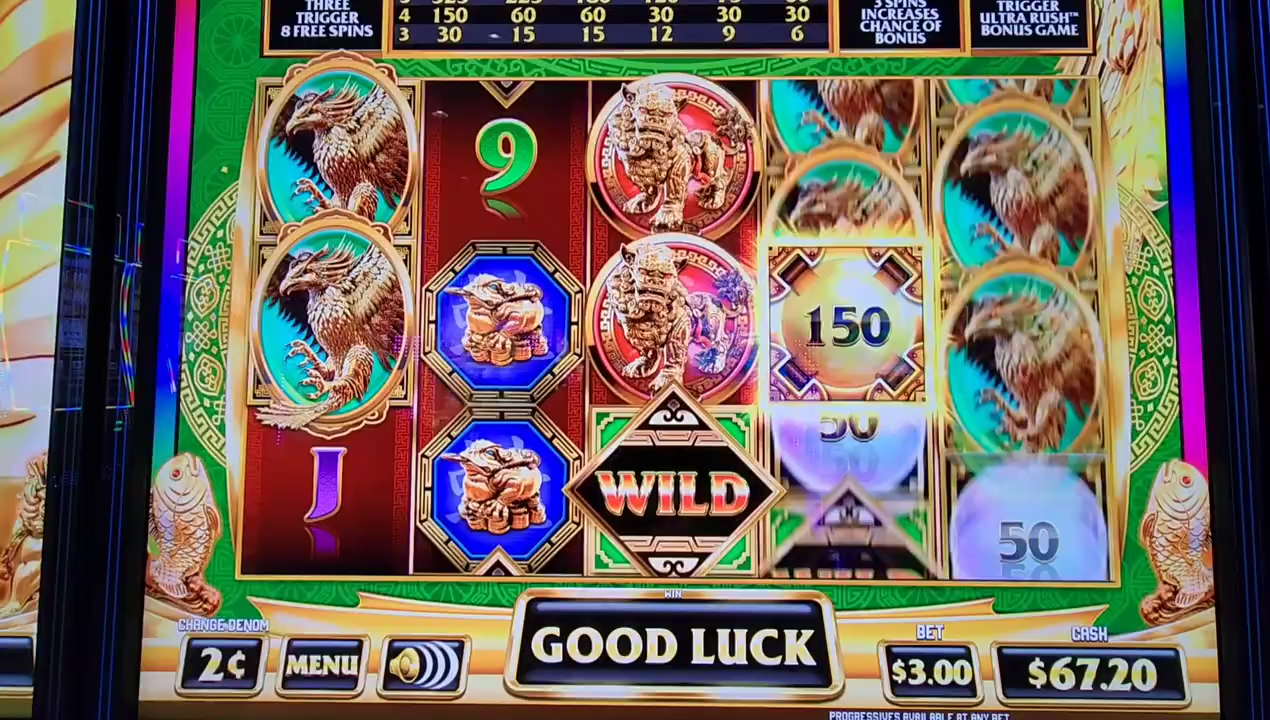 THREE
TRIGGER
8 FREE SPINS
4 150 60 60 30 30 30
3 30 15 15 12 9 6
3 SPINS
INCREASES
CHANCE OF
BONUS
TRIGGER
ULTRA RUSH™
BONUS GAME
9
150
50
J
WILD
50
WIN
GOOD LUCK
CHANGE DENOM
2¢
MENU
BET
$3.00
CASH
$67.20
PROGRESSIVES AVAILABLE AT ANY BET